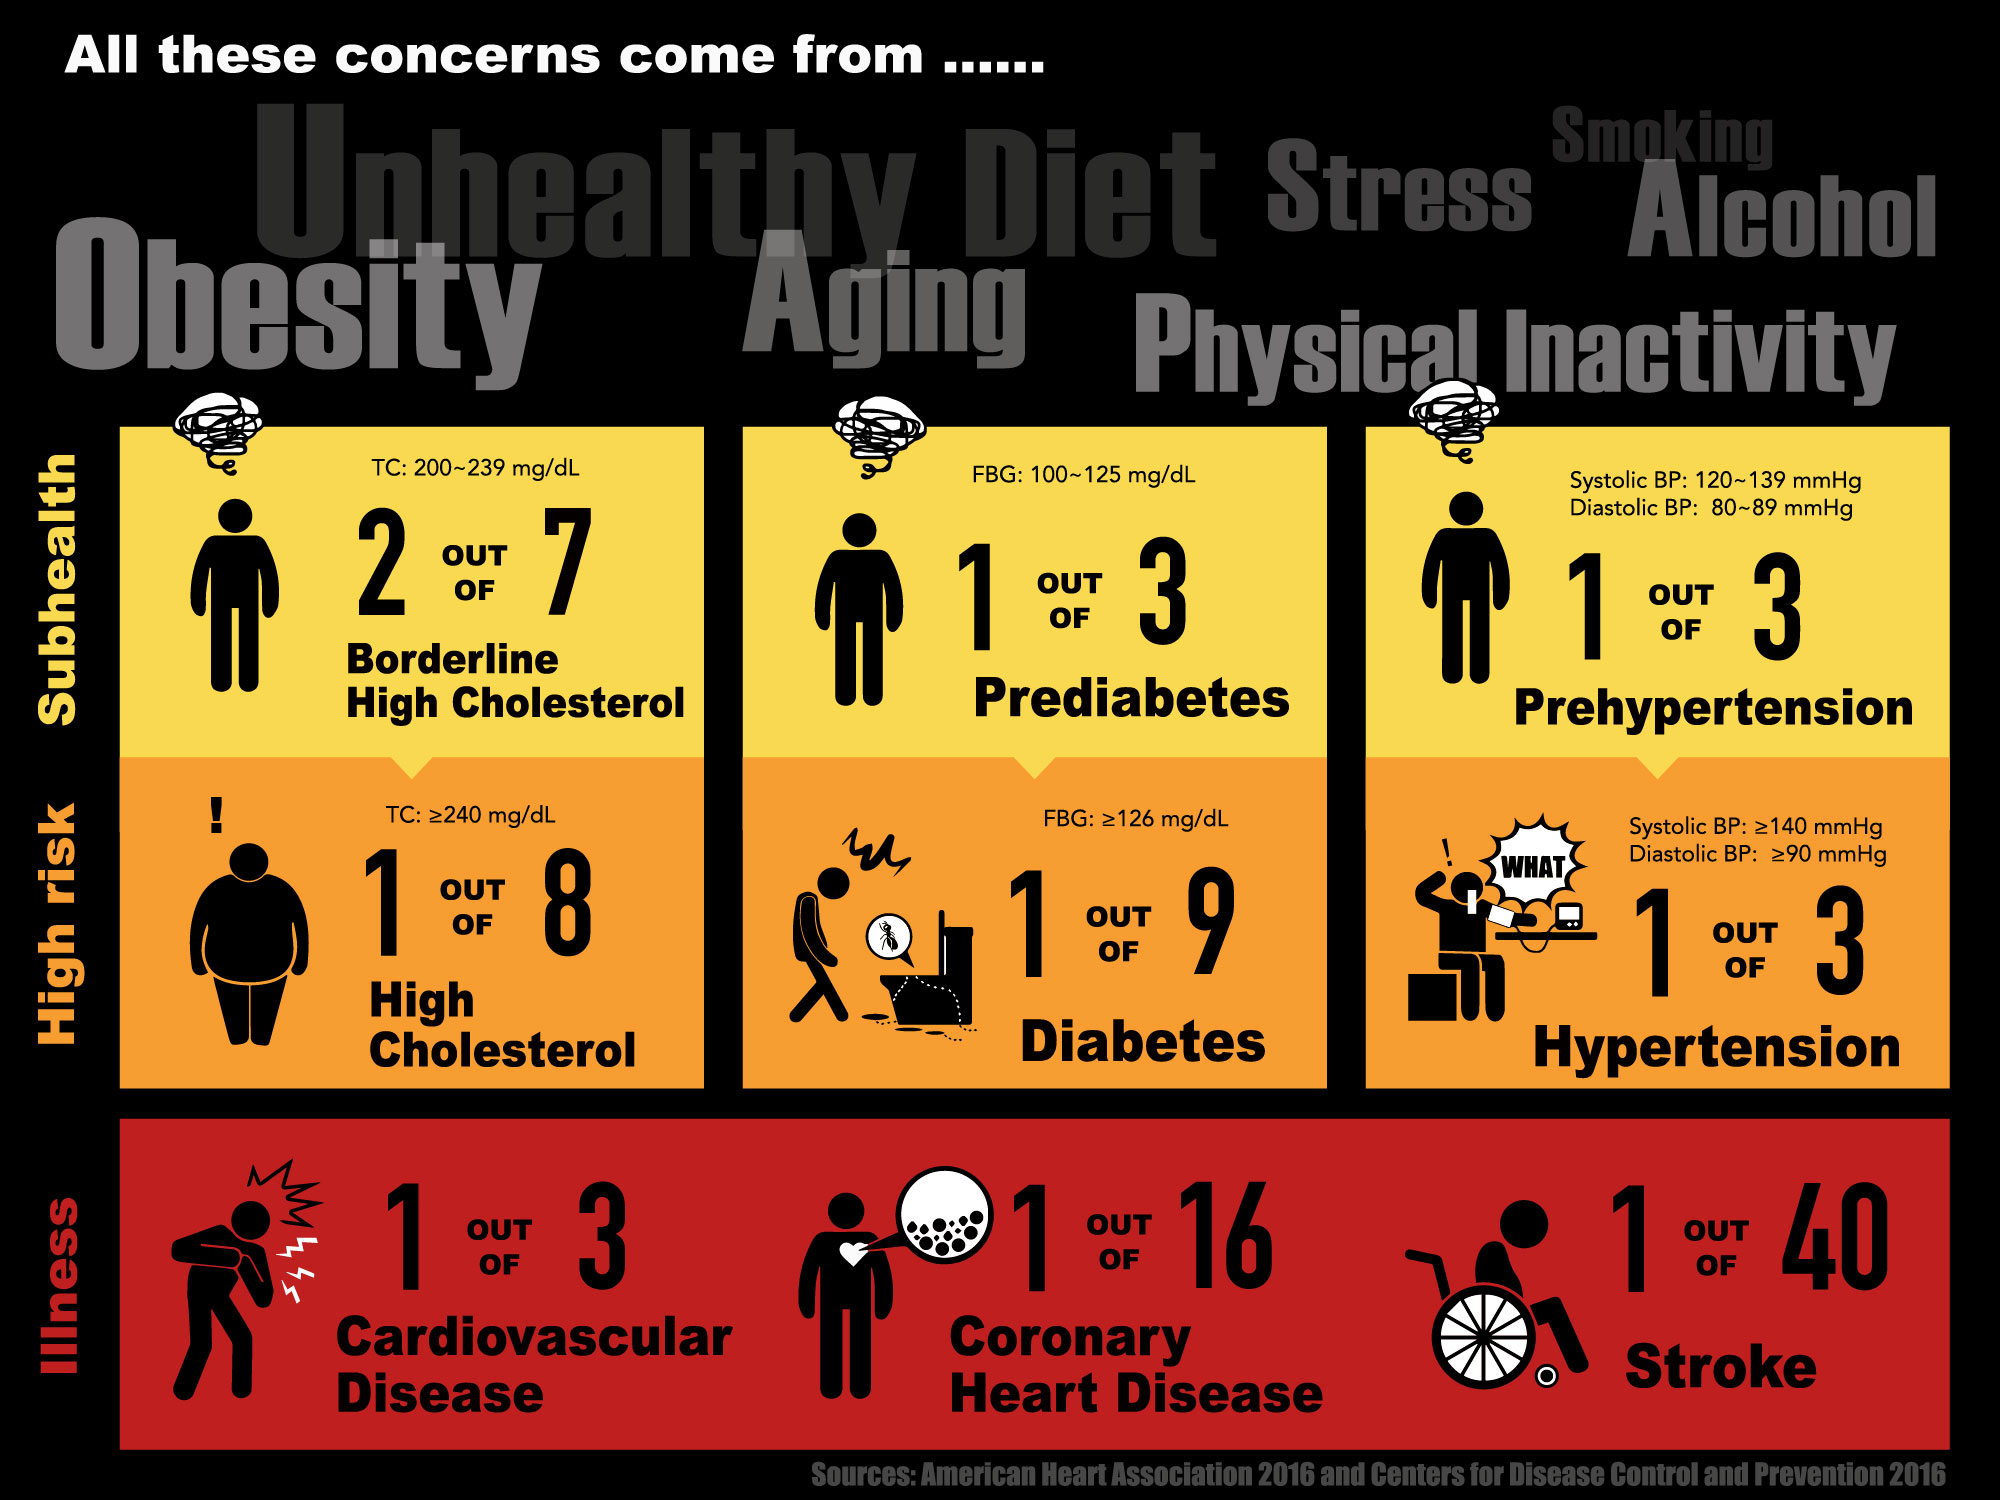 All these concerns come from ......
Unhealthy Diet
Stress
Smoking
Alcohol
Obesity
Aging
Physical Inactivity
Subhealth
TC: 200~239 mg/dL
2 OUT OF 7
Borderline
High Cholesterol
FBG: 100~125 mg/dL
1 OUT OF 3
Prediabetes
Systolic BP: 120~139 mmHg
Diastolic BP: 80~89 mmHg
1 OUT OF 3
Prehypertension
High risk
!
TC: ≥240 mg/dL
1 OUT OF 8
High
Cholesterol
FBG: ≥126 mg/dL
1 OUT OF 9
Diabetes
!
WHAT
Systolic BP: ≥140 mmHg
Diastolic BP: ≥90 mmHg
1 OUT OF 3
Hypertension
Illness
1 OUT OF 3
Cardiovascular
Disease
1 OUT OF 16
Coronary
Heart Disease
1 OUT OF 40
Stroke
Sources: American Heart Association 2016 and Centers for Disease Control and Prevention 2016